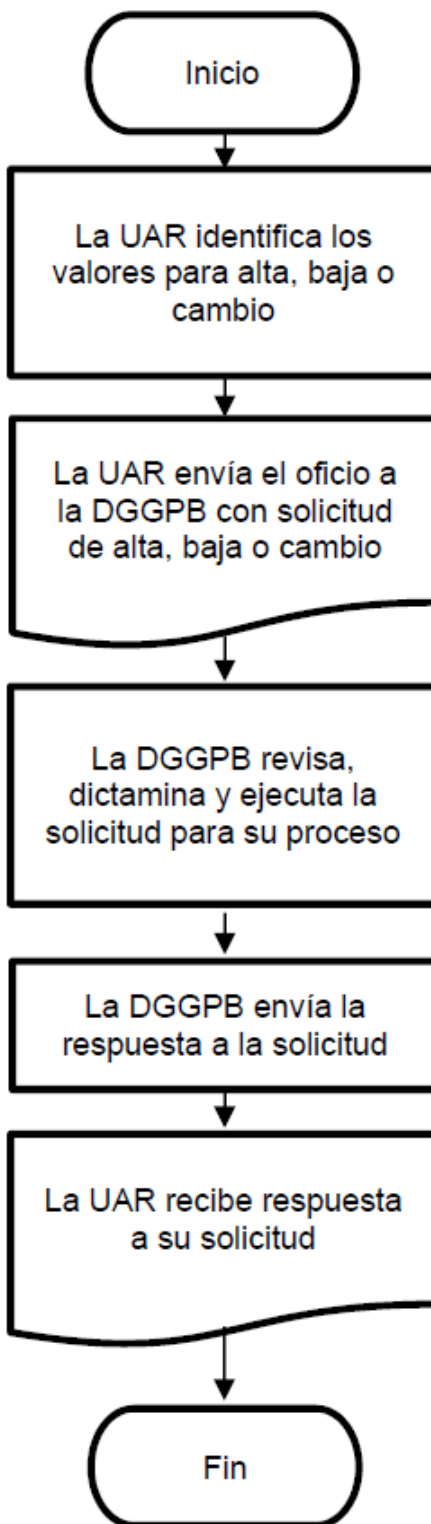 Inicio
La UAR identifica los
valores para alta, baja o
cambio
La UAR envía el oficio a
la DGGPB con solicitud
de alta, baja o cambio
La DGGPB revisa,
dictamina y ejecuta la
solicitud para su proceso
La DGGPB envía la
respuesta a la solicitud
La UAR recibe respuesta
a su solicitud
Fin